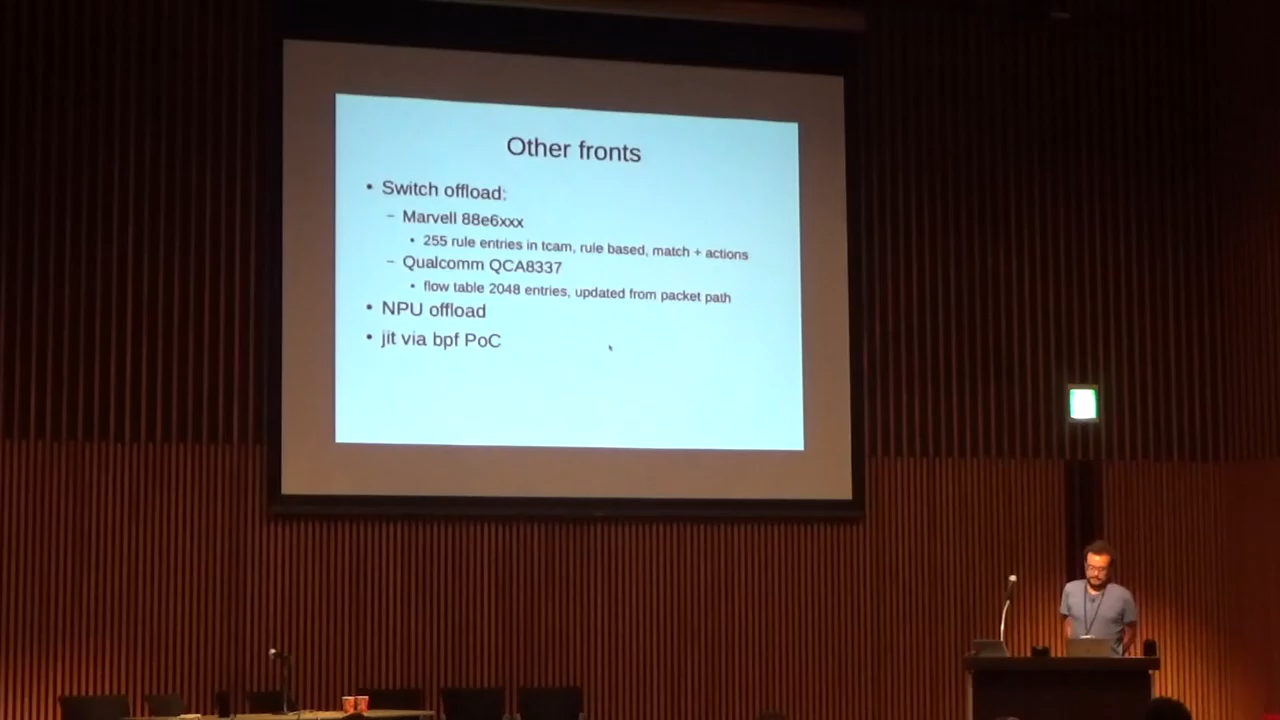 Other fronts
• Switch offload:
– Marvell 88e6xxx
• 255 rule entries in tcam, rule based, match + actions
– Qualcomm QCA8337
• flow table 2048 entries, updated from packet path
• NPU offload
• jit via bpf PoC